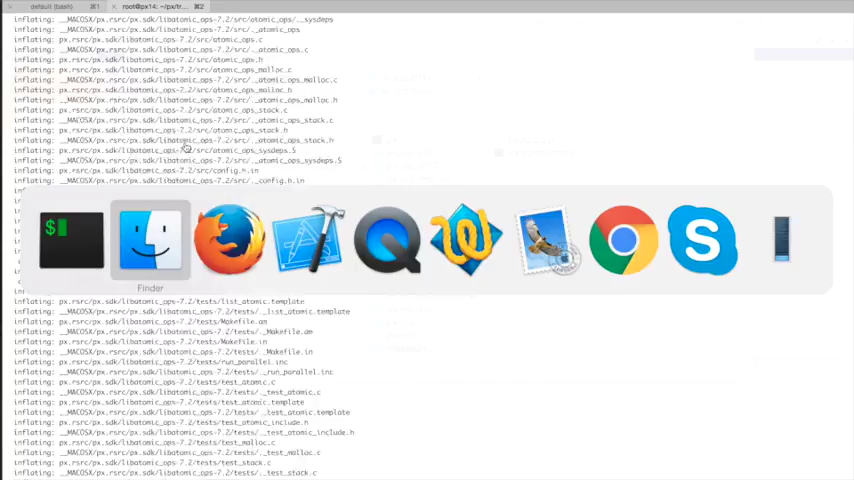 default (bash) ⌘1 × root@px14: ~/px/tr... ⌘2
inflating: __MACOSX/px.rsrc/px.sdk/libatomic_ops-7.2/src/atomic_ops/._sysdeps
inflating: __MACOSX/px.rsrc/px.sdk/libatomic_ops-7.2/src/._atomic_ops
inflating: px.rsrc/px.sdk/libatomic_ops-7.2/src/atomic_ops.c
inflating: __MACOSX/px.rsrc/px.sdk/libatomic_ops-7.2/src/._atomic_ops.c
inflating: px.rsrc/px.sdk/libatomic_ops-7.2/src/atomic_ops.h
inflating: px.rsrc/px.sdk/libatomic_ops-7.2/src/atomic_ops_malloc.c
inflating: __MACOSX/px.rsrc/px.sdk/libatomic_ops-7.2/src/._atomic_ops_malloc.c
inflating: px.rsrc/px.sdk/libatomic_ops-7.2/src/atomic_ops_malloc.h
inflating: __MACOSX/px.rsrc/px.sdk/libatomic_ops-7.2/src/._atomic_ops_malloc.h
inflating: px.rsrc/px.sdk/libatomic_ops-7.2/src/atomic_ops_stack.c
inflating: __MACOSX/px.rsrc/px.sdk/libatomic_ops-7.2/src/._atomic_ops_stack.c
inflating: px.rsrc/px.sdk/libatomic_ops-7.2/src/atomic_ops_stack.h
inflating: __MACOSX/px.rsrc/px.sdk/libatomic_ops-7.2/src/._atomic_ops_stack.h
inflating: px.rsrc/px.sdk/libatomic_ops-7.2/src/atomic_ops_sysdeps.S
inflating: __MACOSX/px.rsrc/px.sdk/libatomic_ops-7.2/src/._atomic_ops_sysdeps.S
inflating: px.rsrc/px.sdk/libatomic_ops-7.2/src/config.h.in
inflating: __MACOSX/px.rsrc/px.sdk/libatomic_ops-7.2/src/._config.h.in
$
S
Finder
inflating: px.rsrc/px.sdk/libatomic_ops-7.2/tests/list_atomic.template
inflating: __MACOSX/px.rsrc/px.sdk/libatomic_ops-7.2/tests/._list_atomic.template
inflating: px.rsrc/px.sdk/libatomic_ops-7.2/tests/Makefile.am
inflating: __MACOSX/px.rsrc/px.sdk/libatomic_ops-7.2/tests/._Makefile.am
inflating: px.rsrc/px.sdk/libatomic_ops-7.2/tests/Makefile.in
inflating: __MACOSX/px.rsrc/px.sdk/libatomic_ops-7.2/tests/._Makefile.in
inflating: px.rsrc/px.sdk/libatomic_ops-7.2/tests/run_parallel.inc
inflating: __MACOSX/px.rsrc/px.sdk/libatomic_ops-7.2/tests/._run_parallel.inc
inflating: px.rsrc/px.sdk/libatomic_ops-7.2/tests/test_atomic.c
inflating: __MACOSX/px.rsrc/px.sdk/libatomic_ops-7.2/tests/._test_atomic.c
inflating: px.rsrc/px.sdk/libatomic_ops-7.2/tests/test_atomic.template
inflating: __MACOSX/px.rsrc/px.sdk/libatomic_ops-7.2/tests/._test_atomic.template
inflating: px.rsrc/px.sdk/libatomic_ops-7.2/tests/test_atomic_include.h
inflating: __MACOSX/px.rsrc/px.sdk/libatomic_ops-7.2/tests/._test_atomic_include.h
inflating: px.rsrc/px.sdk/libatomic_ops-7.2/tests/test_malloc.c
inflating: __MACOSX/px.rsrc/px.sdk/libatomic_ops-7.2/tests/._test_malloc.c
inflating: px.rsrc/px.sdk/libatomic_ops-7.2/tests/test_stack.c
inflating: __MACOSX/px.rsrc/px.sdk/libatomic_ops-7.2/tests/._test_stack.c